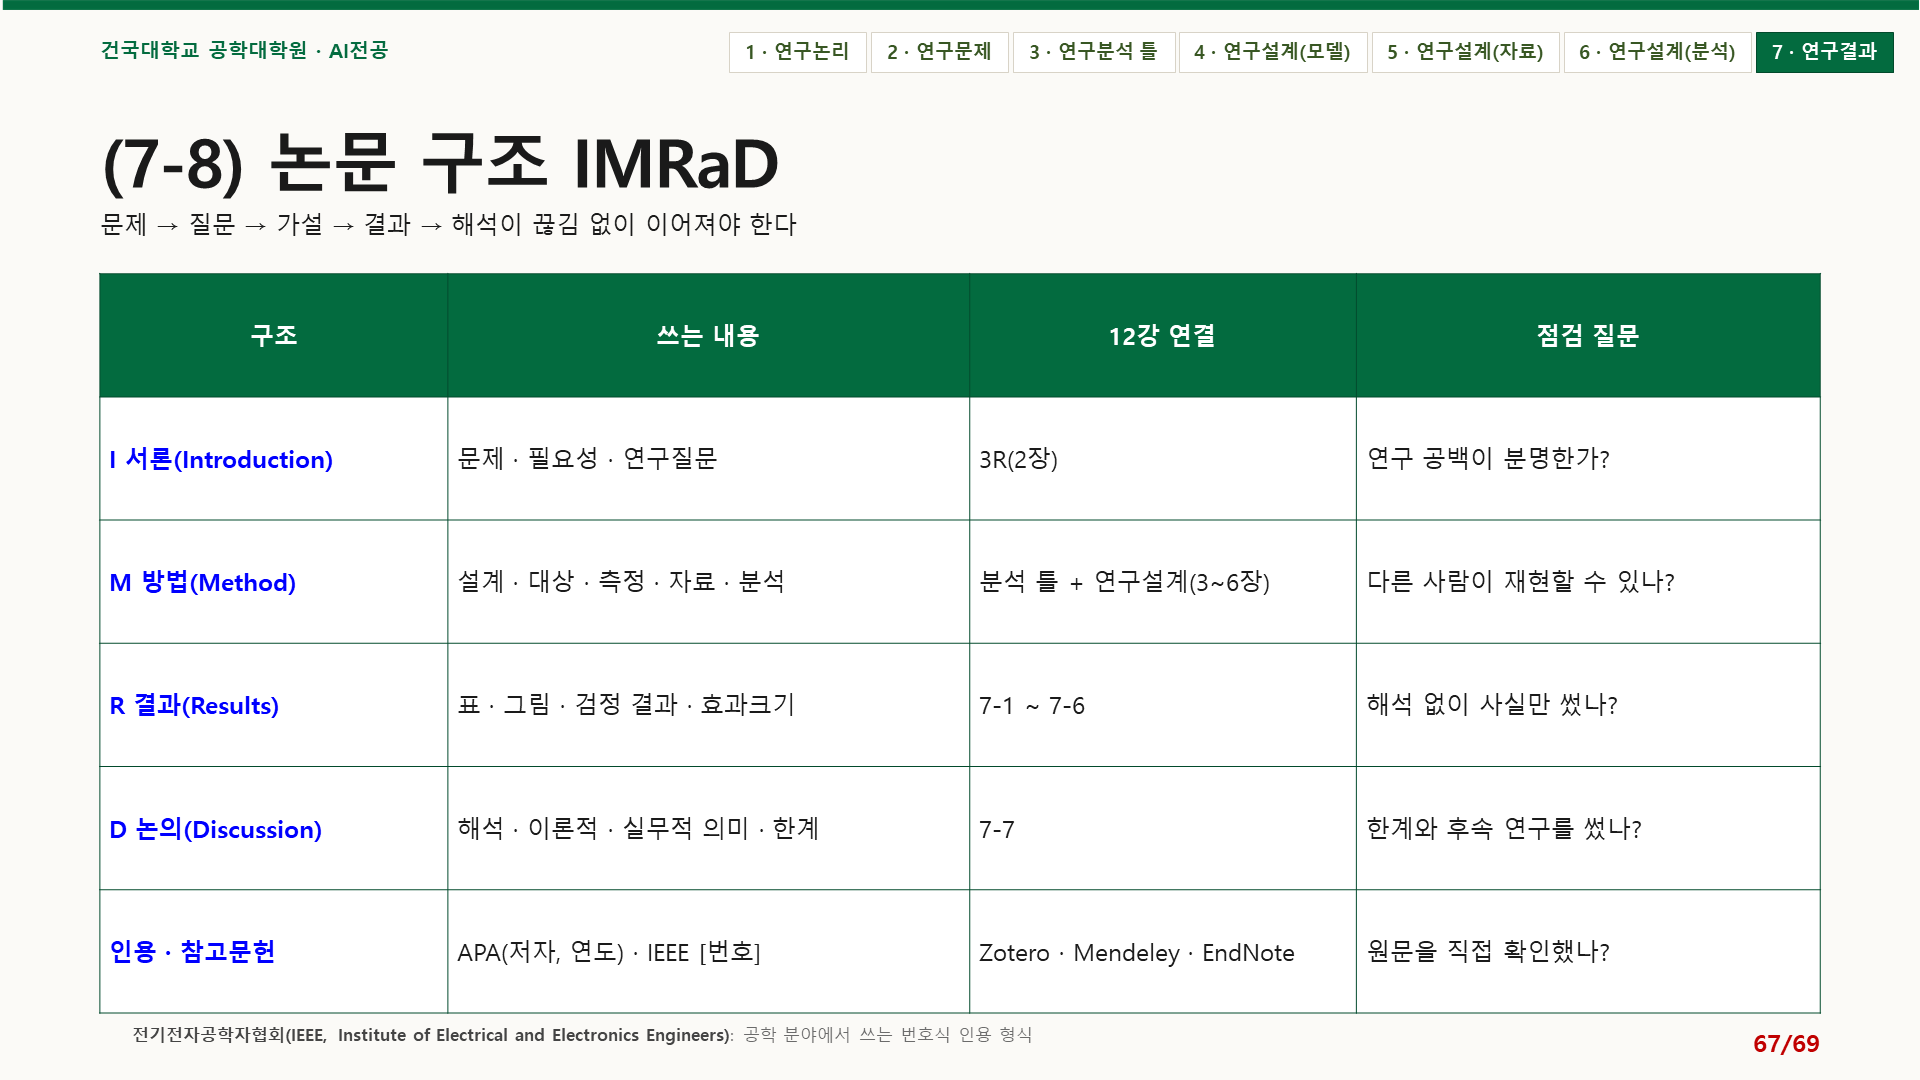 건국대학교 공학대학원 · AI전공
1 · 연구논리
2 · 연구문제
3 · 연구분석 틀
4 · 연구설계(모델)
5 · 연구설계(자료)
6 · 연구설계(분석)
7 · 연구결과
(7-8) 논문 구조 IMRaD
문제 → 질문 → 가설 → 결과 → 해석이 끊김 없이 이어져야 한다
구조
쓰는 내용
12강 연결
점검 질문
I 서론(Introduction)
문제 · 필요성 · 연구질문
3R(2장)
연구 공백이 분명한가?
M 방법(Method)
설계 · 대상 · 측정 · 자료 · 분석
분석 틀 + 연구설계(3~6장)
다른 사람이 재현할 수 있나?
R 결과(Results)
표 · 그림 · 검정 결과 · 효과크기
7-1 ~ 7-6
해석 없이 사실만 썼나?
D 논의(Discussion)
해석 · 이론적 · 실무적 의미 · 한계
7-7
한계와 후속 연구를 썼나?
인용 · 참고문헌
APA(저자, 연도) · IEEE [번호]
Zotero · Mendeley · EndNote
원문을 직접 확인했나?
전기전자공학자협회(IEEE, Institute of Electrical and Electronics Engineers): 공학 분야에서 쓰는 번호식 인용 형식
67/69